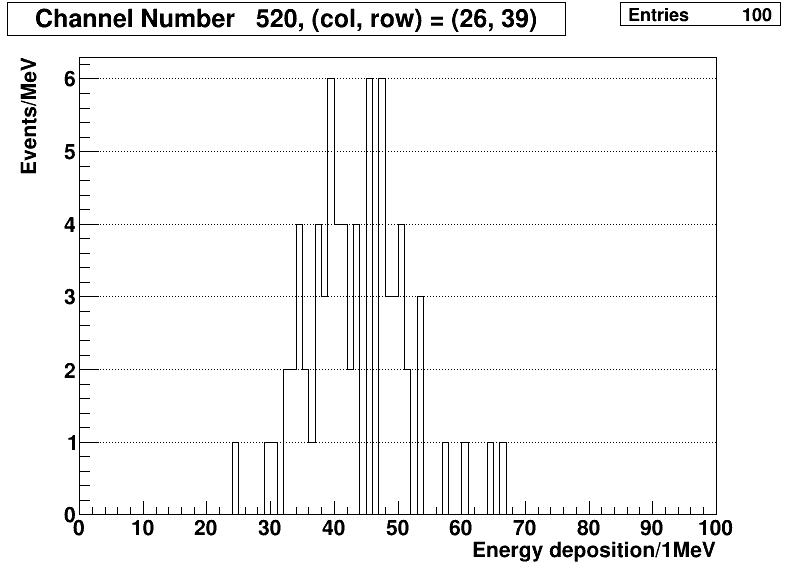 Channel Number 520, (col, row) = (26, 39)
Entries 100
Events/MeV
6
5
4
3
2
1
0
0 10 20 30 40 50 60 70 80 90 100
Energy deposition/1MeV